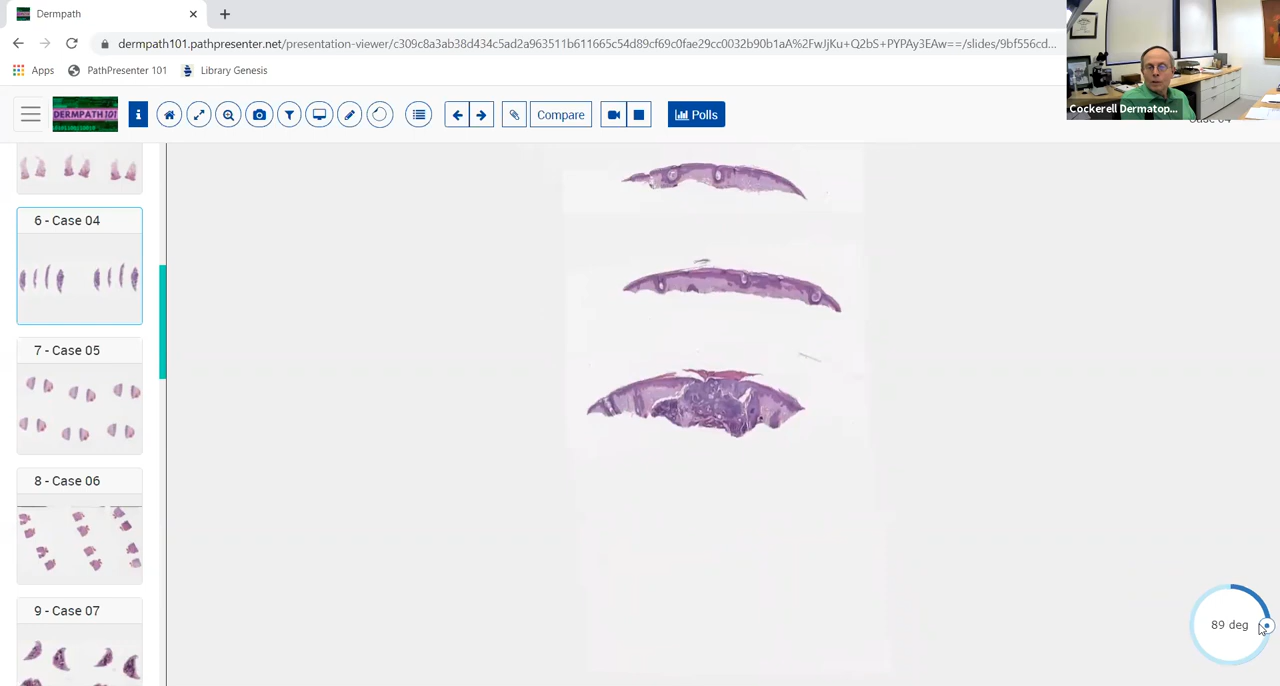 Dermpath
dermpath101.pathpresenter.net/presentation-viewer/c309c8a3ab38d434c5ad2a963511b611665c54d89cf69c0fae29cc0032b90b1aA%2FwJjKu+Q2bS+PYPAy3EAw==/slides/9bf556cd...
Apps
PathPresenter 101
Library Genesis
Cockerell Dermatop...
DERMPATH 101
i
Compare
Polls
6 - Case 04
7 - Case 05
8 - Case 06
9 - Case 07
89 deg